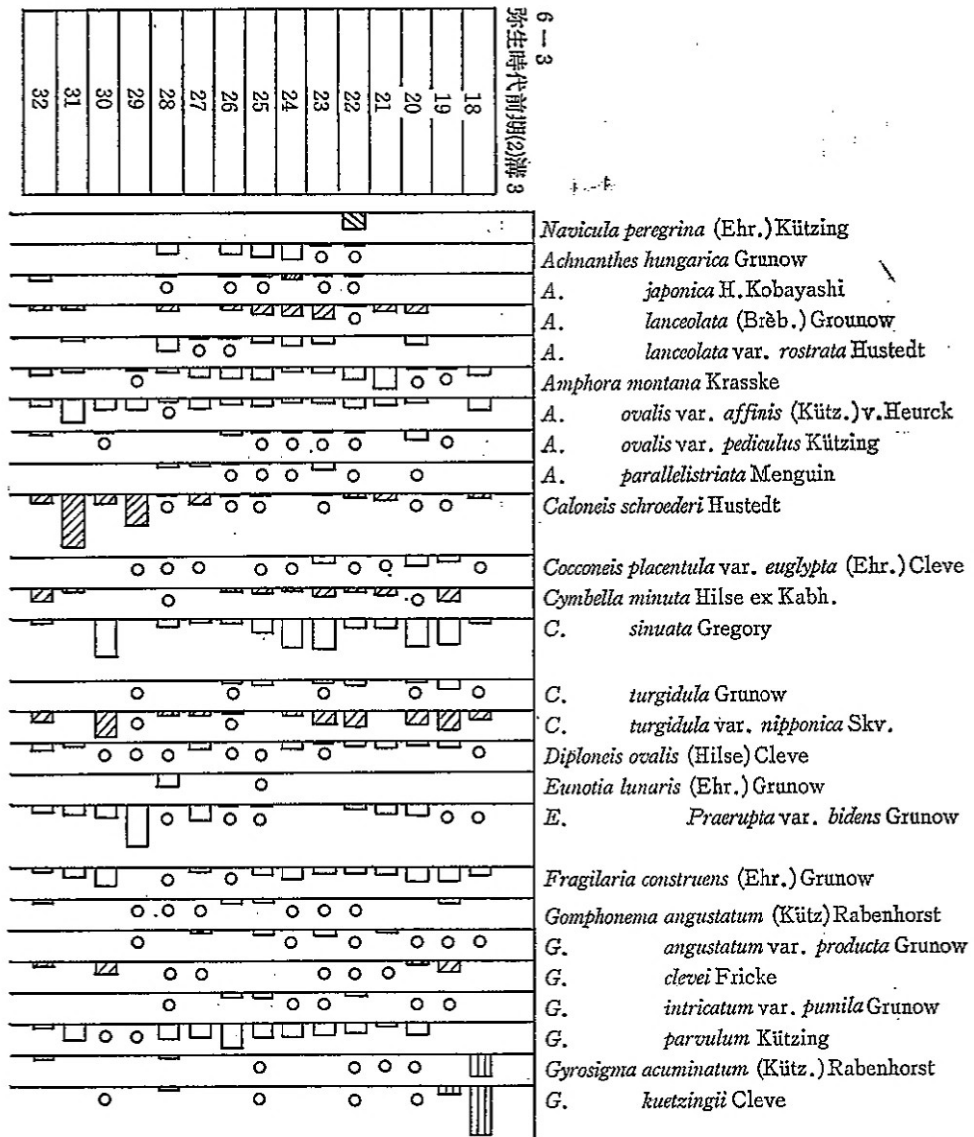 6－3
弥生時代前期(2)溝 3
18
19
20
21
22
23
24
25
26
27
28
29
30
31
32
Navicula peregrina (Ehr.) Kützing
Achnanthes hungarica Grunow
A. japonica H. Kobayashi
A. lanceolata (Brèb.) Grounow
A. lanceolata var. rostrata Hustedt
Amphora montana Krasske
A. ovalis var. affinis (Kütz.) v. Heurck
A. ovalis var. pediculus Kützing
A. parallelistriata Menguin
Caloneis schroederi Hustedt
Cocconeis placentula var. euglypta (Ehr.) Cleve
Cymbella minuta Hilse ex Kabh.
C. sinuata Gregory
C. turgidula Grunow
C. turgidula var. nipponica Skv.
Diploneis ovalis (Hilse) Cleve
Eunotia lunaris (Ehr.) Grunow
E. Praerupta var. bidens Grunow
Fragilaria construens (Ehr.) Grunow
Gomphonema angustatum (Kütz) Rabenhorst
G. angustatum var. producta Grunow
G. clevei Fricke
G. intricatum var. pumila Grunow
G. parvulum Kützing
Gyrosigma acuminatum (Kütz.) Rabenhorst
G. kuetzingii Cleve